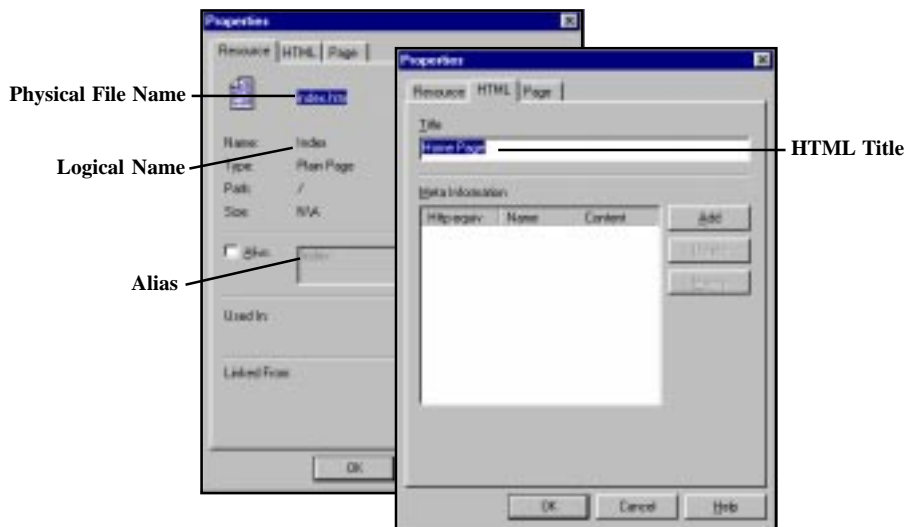 Properties
Resource HTML Page
Physical File Name
index.htm
Name: Index
Logical Name
Type: Plain Page
Path: /
Size: N\A
Alias: Index
Alias
Used In:
Linked From
OK
Properties
Resource HTML Page
Title
Home Page
HTML Title
Meta Information
Http-equiv Name Content
Add
OK Cancel Help